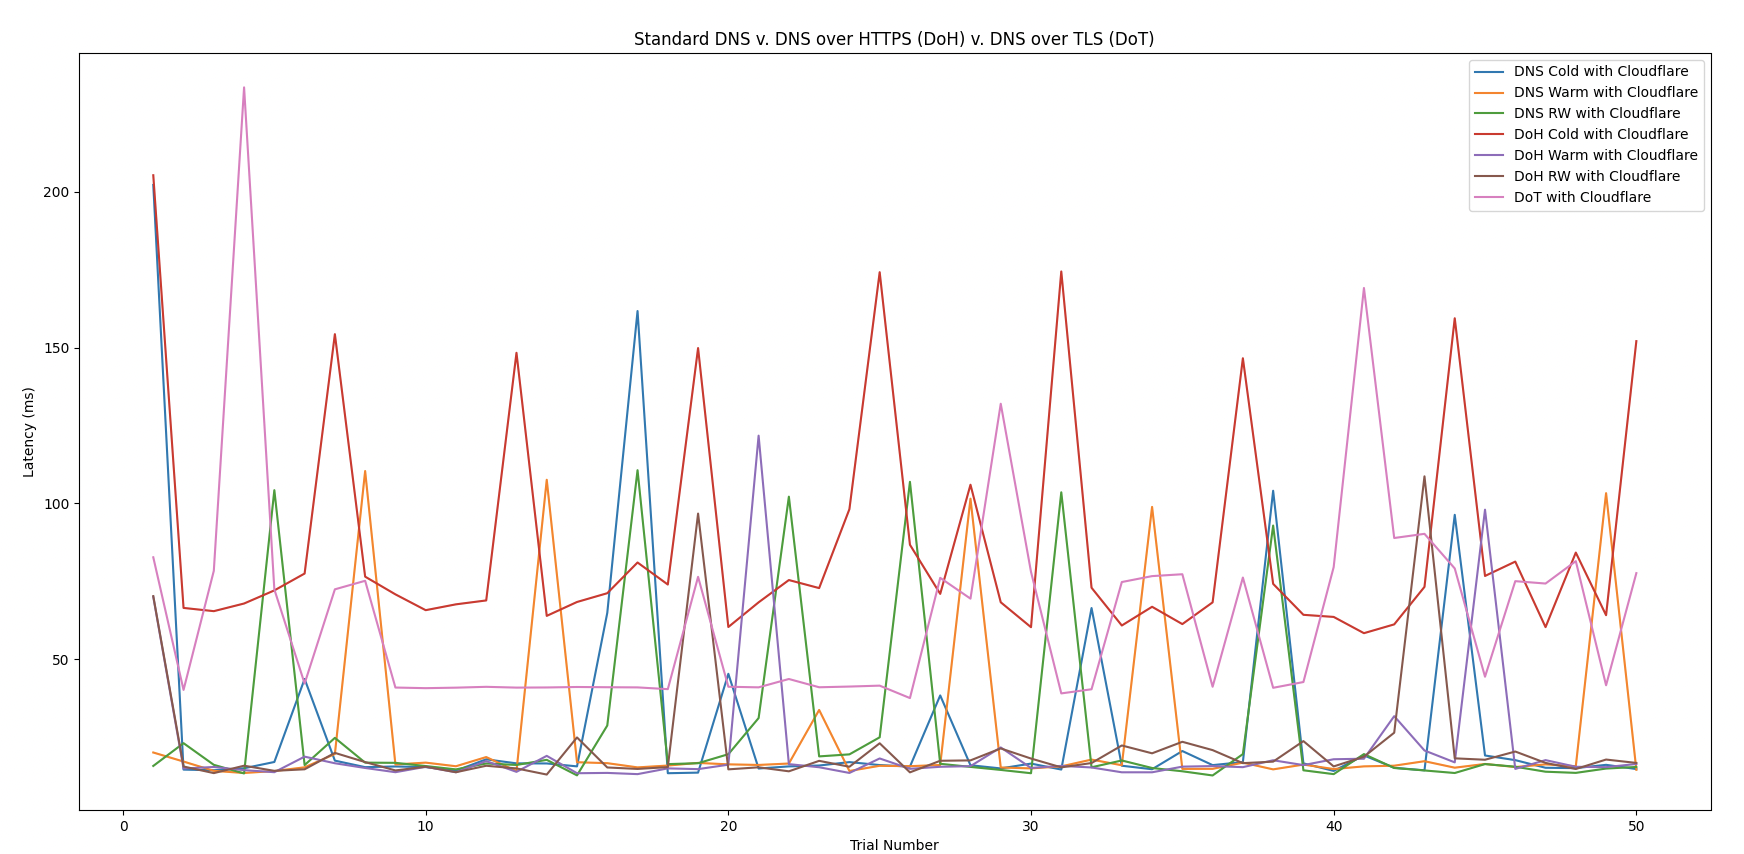 Standard DNS v. DNS over HTTPS (DoH) v. DNS over TLS (DoT)
DNS Cold with Cloudflare
DNS Warm with Cloudflare
DNS RW with Cloudflare
DoH Cold with Cloudflare
DoH Warm with Cloudflare
DoH RW with Cloudflare
DoT with Cloudflare
Latency (ms)
200
150
100
50
0 10 20 30 40 50
Trial Number